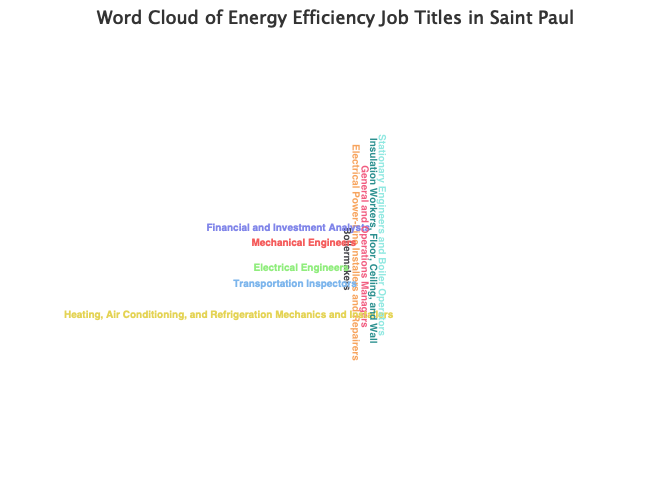 Word Cloud of Energy Efficiency Job Titles in Saint Paul
Financial and Investment Analysts
Mechanical Engineers
Electrical Engineers
Transportation Inspectors
Heating, Air Conditioning, and Refrigeration Mechanics and Installers
Boilermakers
Electrical Power-Line Installers and Repairers
General and Operations Managers
Insulation Workers, Floor, Ceiling, and Wall
Stationary Engineers and Boiler Operators